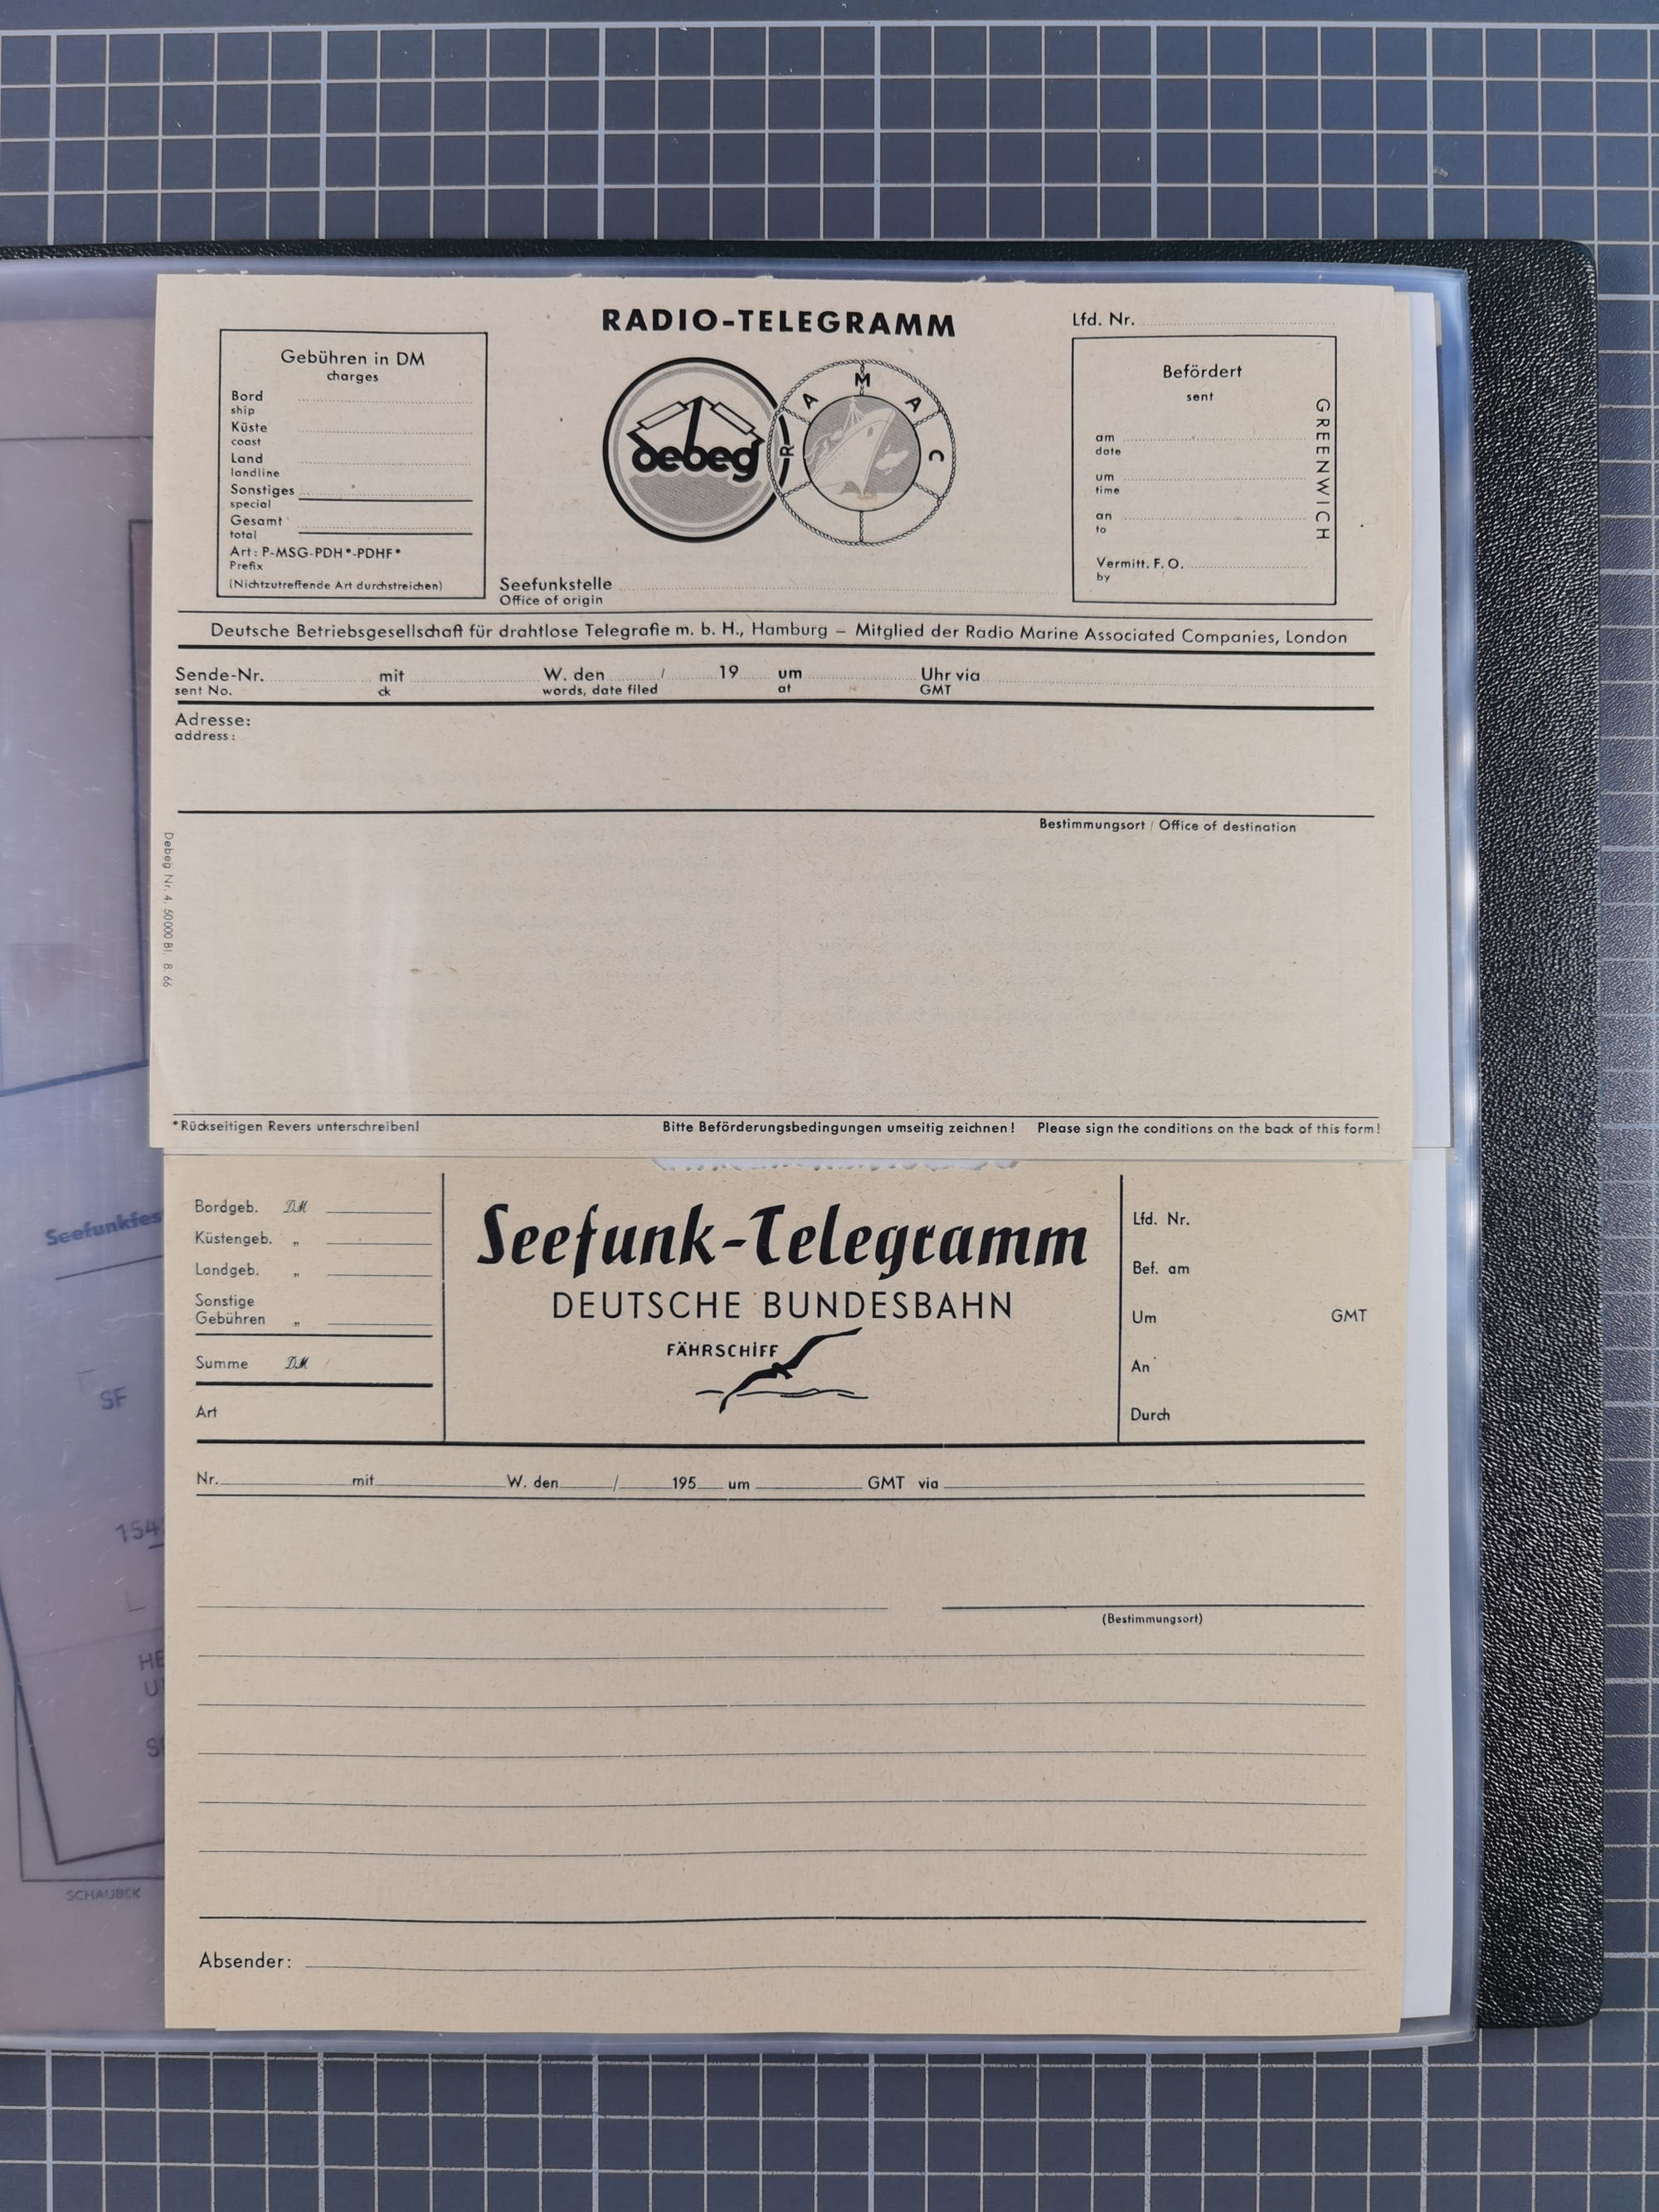 RADIO-TELEGRAMM
Lfd. Nr.
Gebühren in DM
charges
Bord
ship
Küste
coast
Land
landline
Sonstiges
special
Gesamt
total
Art: P-MSG-PDH*-PDHF*
Prefix
(Nichtzutreffende Art durchstreichen)
debeg
R A M A C
Seefunkstelle
Office of origin
Befördert
sent
am
date
um
time
an
to
Vermitt. F. O.
by
GREENWICH
Deutsche Betriebsgesellschaft für drahtlose Telegrafie m. b. H., Hamburg – Mitglied der Radio Marine Associated Companies, London
Sende-Nr. mit W. den / 19 um Uhr via
sent No. ck words, date filed at GMT
Adresse:
address:
Bestimmungsort / Office of destination
Debeg Nr. 4. 50000 Bl. 8. 66
*Rückseitigen Revers unterschreiben! Bitte Beförderungsbedingungen umseitig zeichnen! Please sign the conditions on the back of this form!
Bordgeb. DM
Küstengeb. „
Landgeb. „
Sonstige
Gebühren „
Summe DM
Art
Seefunk-Telegramm
DEUTSCHE BUNDESBAHN
FÄHRSCHIFF
Lfd. Nr.
Bef. am
Um GMT
An
Durch
Nr. mit W. den / 195 um GMT via
(Bestimmungsort)
Absender:
Seefunkfes
SF
154
HE
U
S
SCHAUBEK